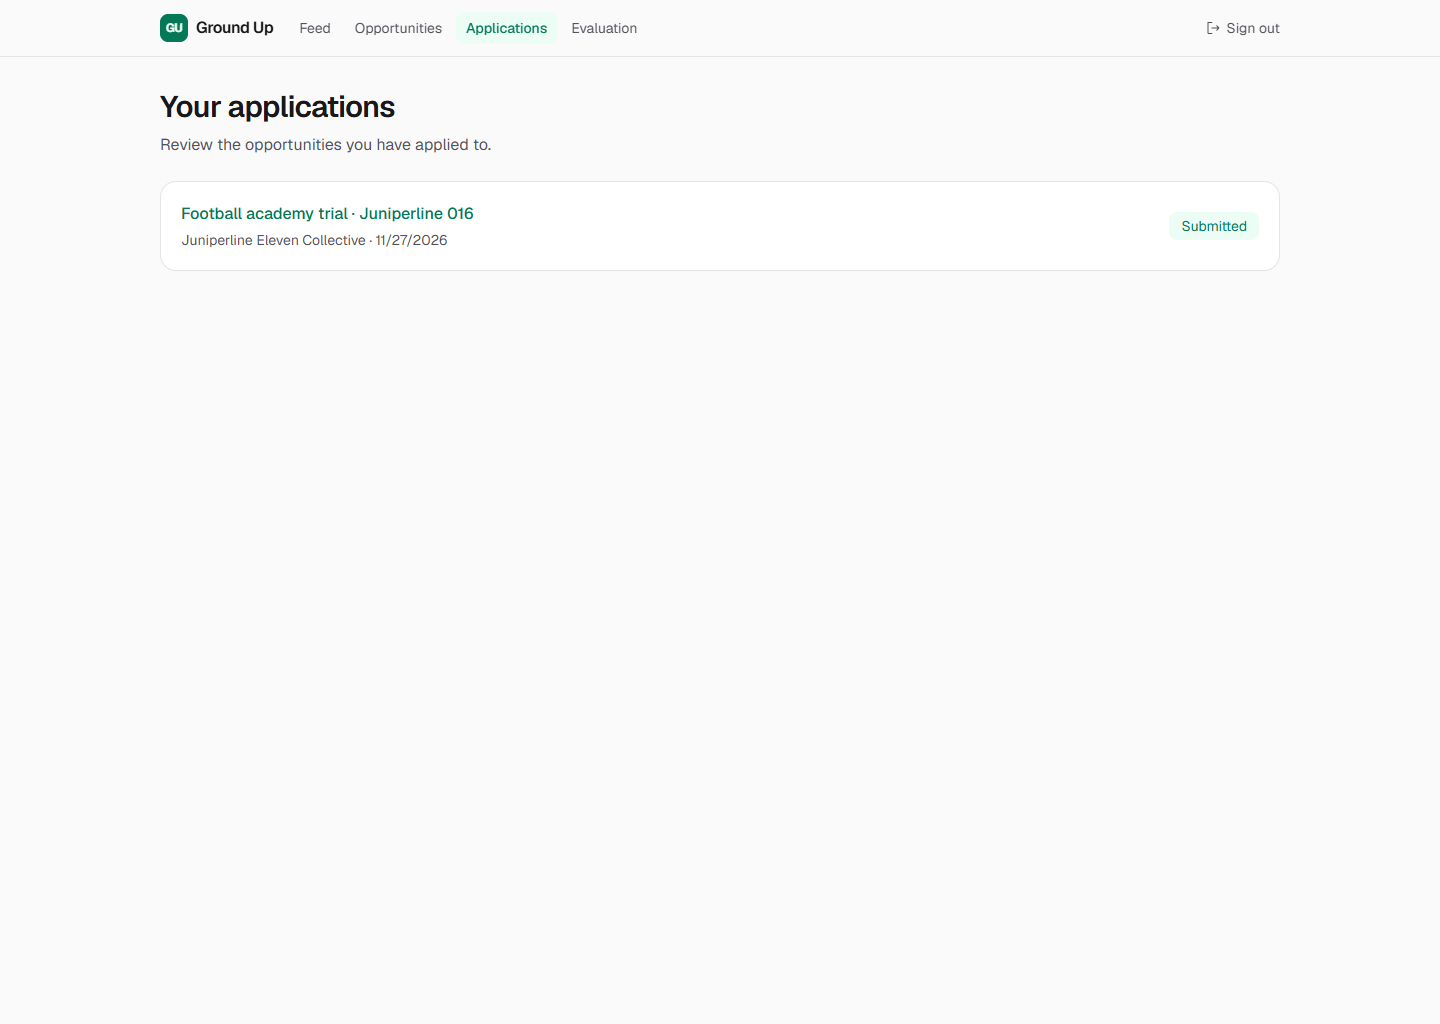 GU Ground Up Feed Opportunities Applications Evaluation Sign out
Your applications
Review the opportunities you have applied to.
Football academy trial · Juniperline 016
Juniperline Eleven Collective · 11/27/2026
Submitted